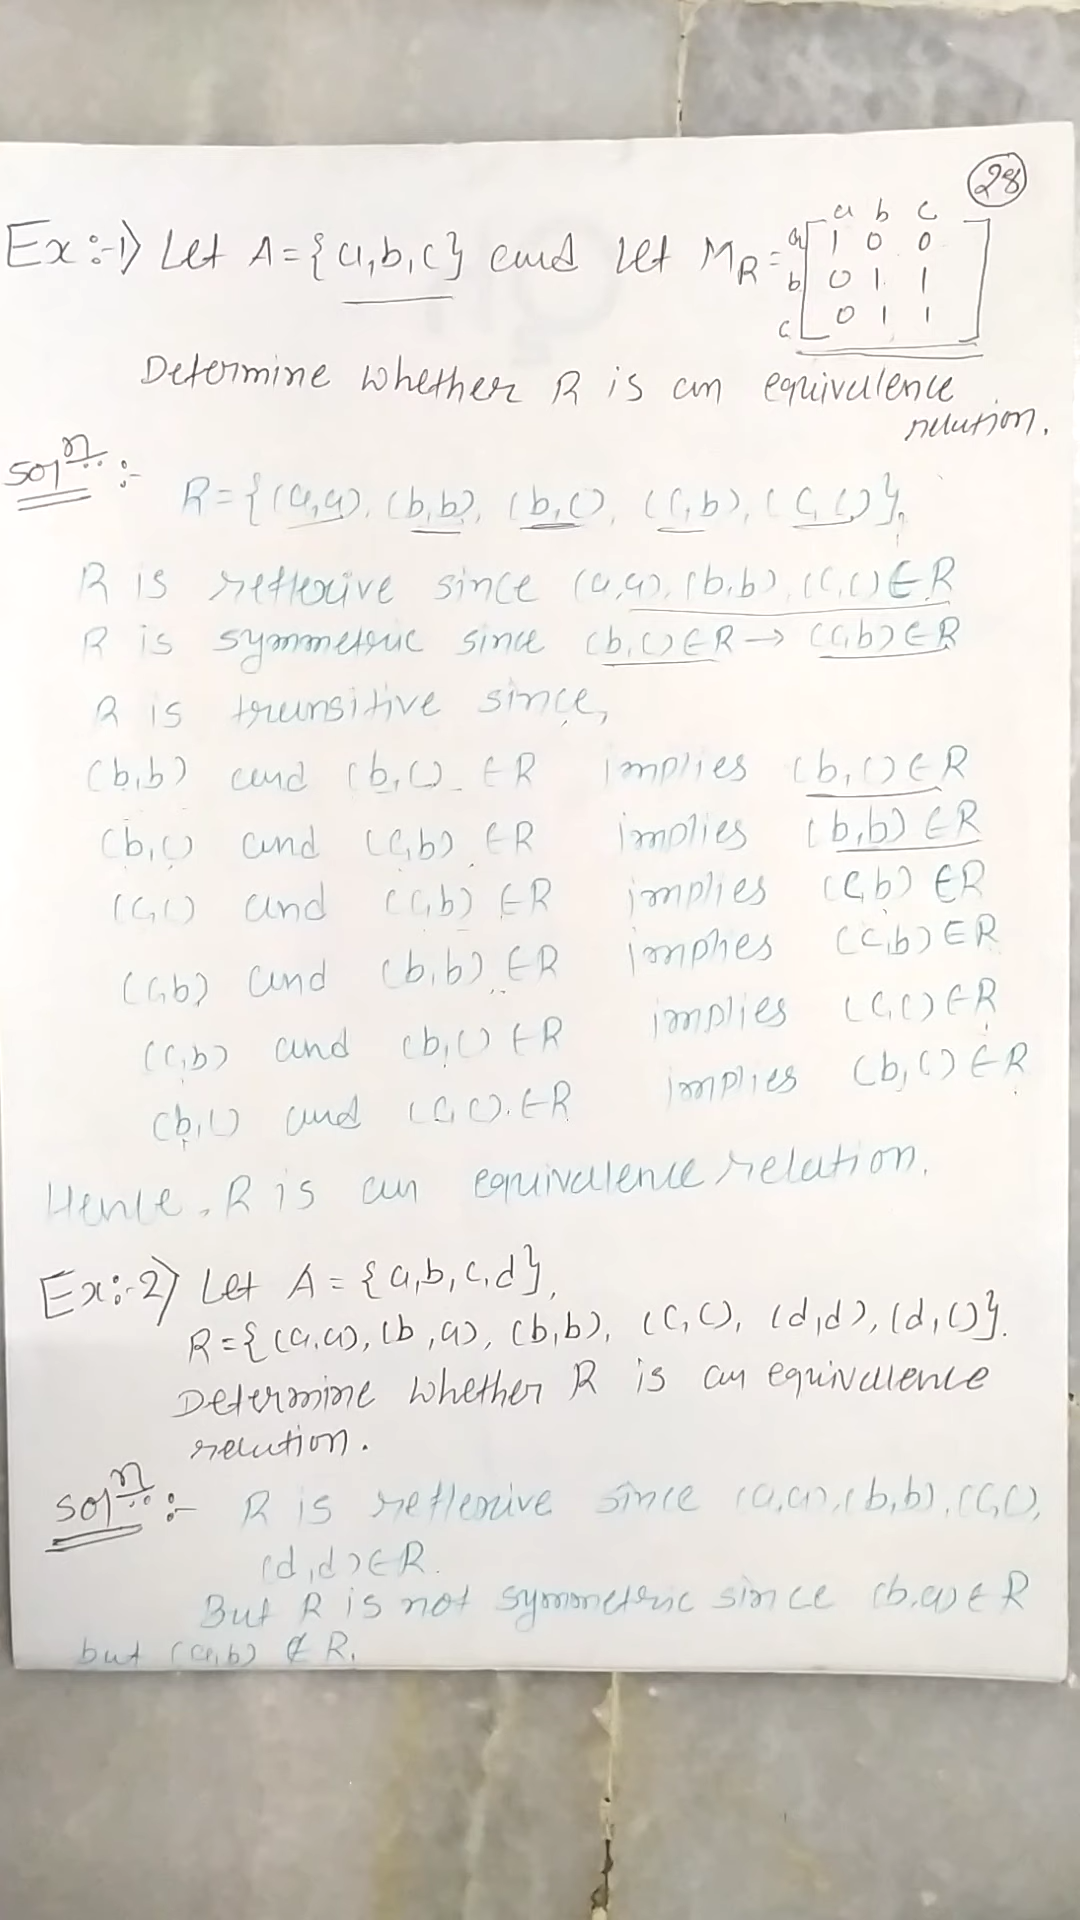 28
Ex:-1) Let A={a,b,c} and let M_R =
a b c
a 1 0 0
b 0 1 1
c 0 1 1
Determine whether R is an equivalence
relation.
Solⁿ:-
R={(a,a), (b,b), (b,c), (c,b), (c,c)}.
R is reflexive since (a,a), (b,b), (c,c) ∈ R
R is symmetric since (b,c) ∈ R → (c,b) ∈ R
R is transitive since,
(b,b) and (b,c) ∈ R implies (b,c) ∈ R
(b,c) and (c,b) ∈ R implies (b,b) ∈ R
(c,c) and (c,b) ∈ R implies (c,b) ∈ R
(c,b) and (b,b) ∈ R implies (c,b) ∈ R
(c,b) and (b,c) ∈ R implies (c,c) ∈ R
(b,c) and (c,c). ∈ R implies (b,c) ∈ R
Hence, R is an equivalence relation.
Ex:-2) Let A = {a,b,c,d},
R={(a,a), (b,a), (b,b), (c,c), (d,d), (d,c)}.
Determine whether R is an equivalence
relation.
Solⁿ:- R is reflexive since (a,a), (b,b), (c,c),
(d,d) ∈ R.
But R is not symmetric since (b,a) ∈ R
but (a,b) ∉ R.